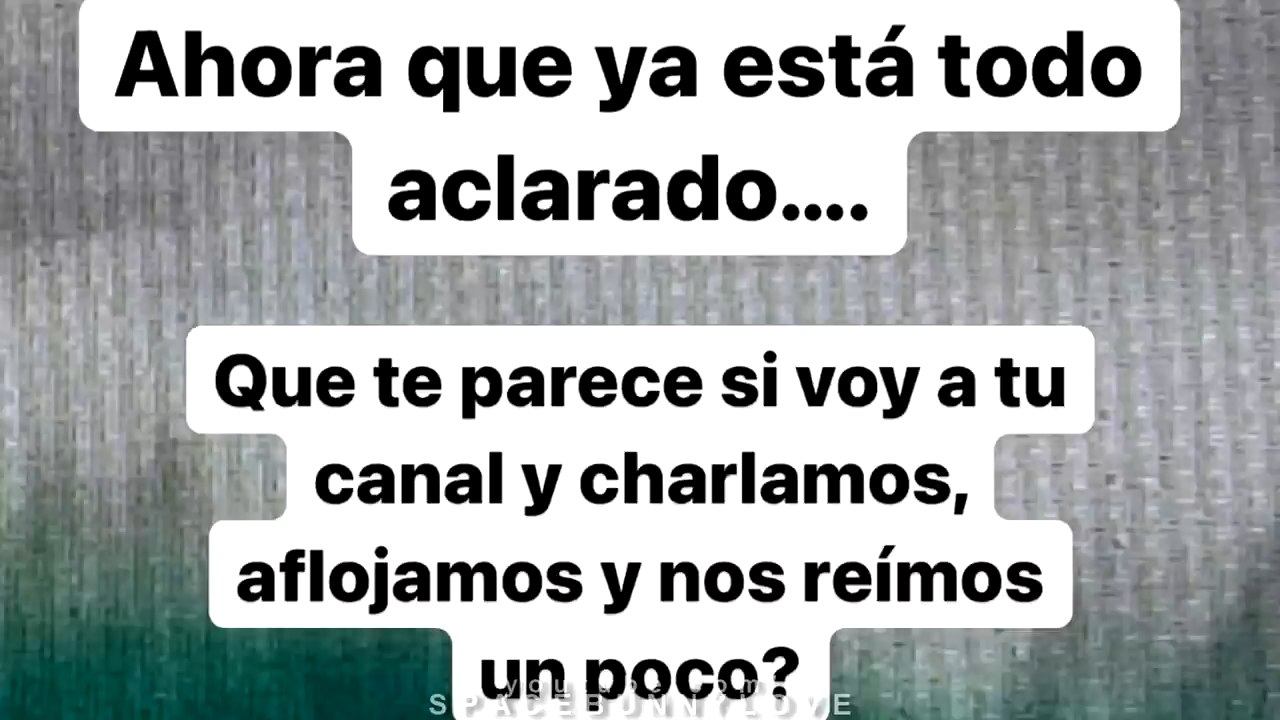 Ahora que ya está todo
aclarado....
Que te parece si voy a tu
canal y charlamos,
aflojamos y nos reímos
un poco?
SPACEBUNNYLOVE